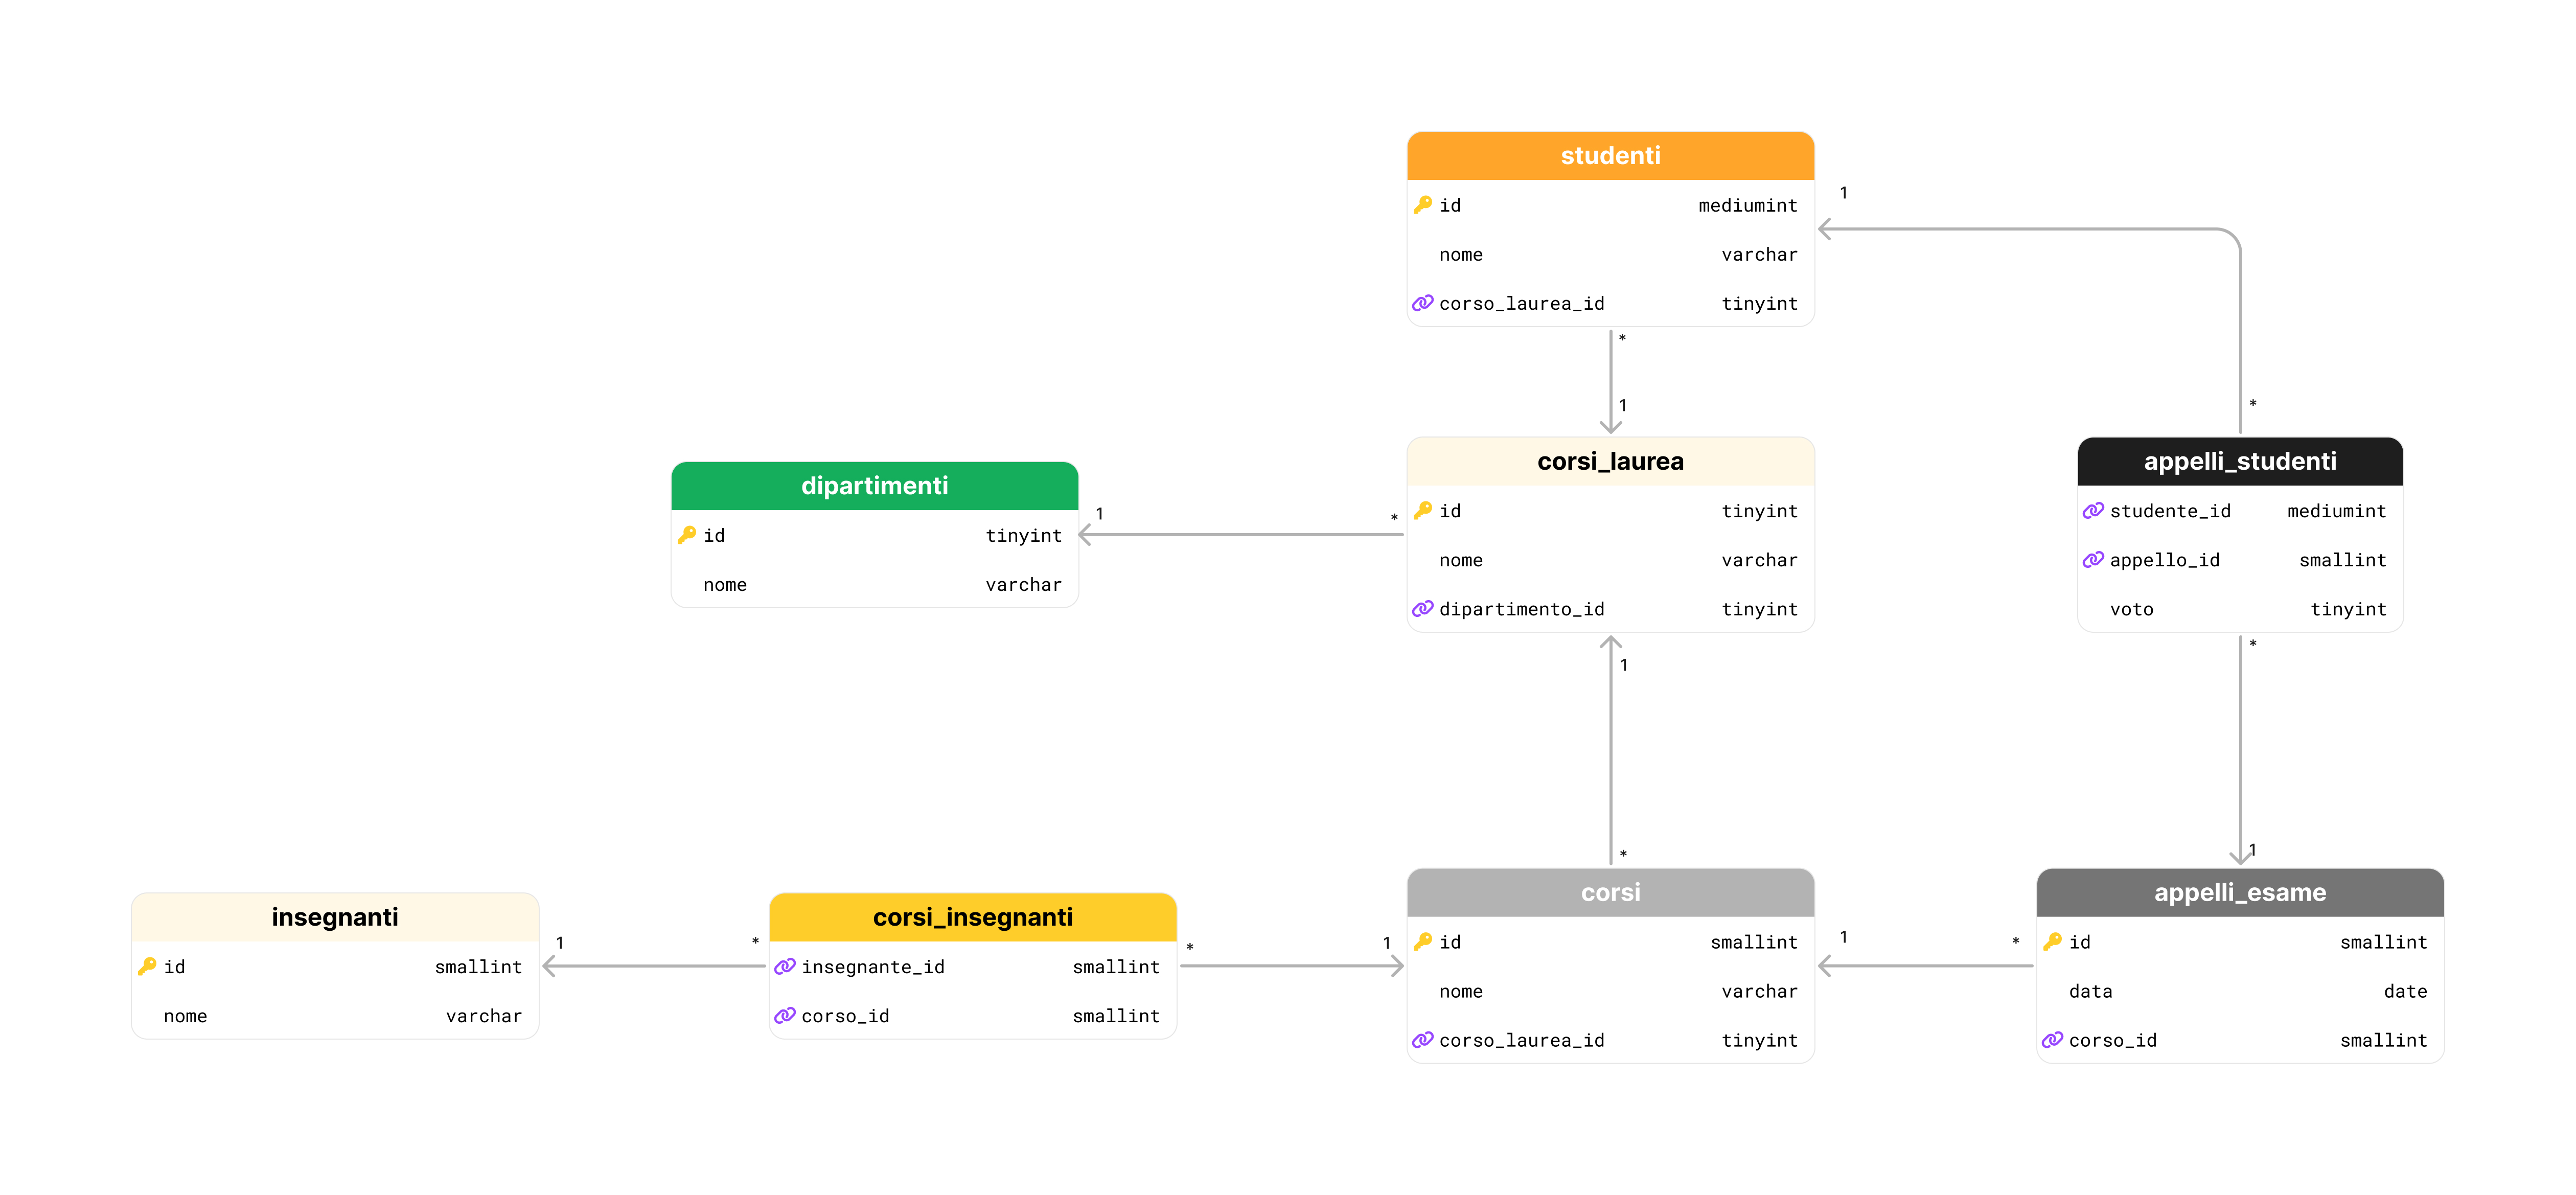 studenti
id mediumint
nome varchar
corso_laurea_id tinyint
1
*
1
*
dipartimenti
id tinyint
nome varchar
1
*
corsi_laurea
id tinyint
nome varchar
dipartimento_id tinyint
appelli_studenti
studente_id mediumint
appello_id smallint
voto tinyint
*
1
*
1
insegnanti
id smallint
nome varchar
1
*
corsi_insegnanti
insegnante_id smallint
corso_id smallint
*
1
corsi
id smallint
nome varchar
corso_laurea_id tinyint
1
*
appelli_esame
id smallint
data date
corso_id smallint